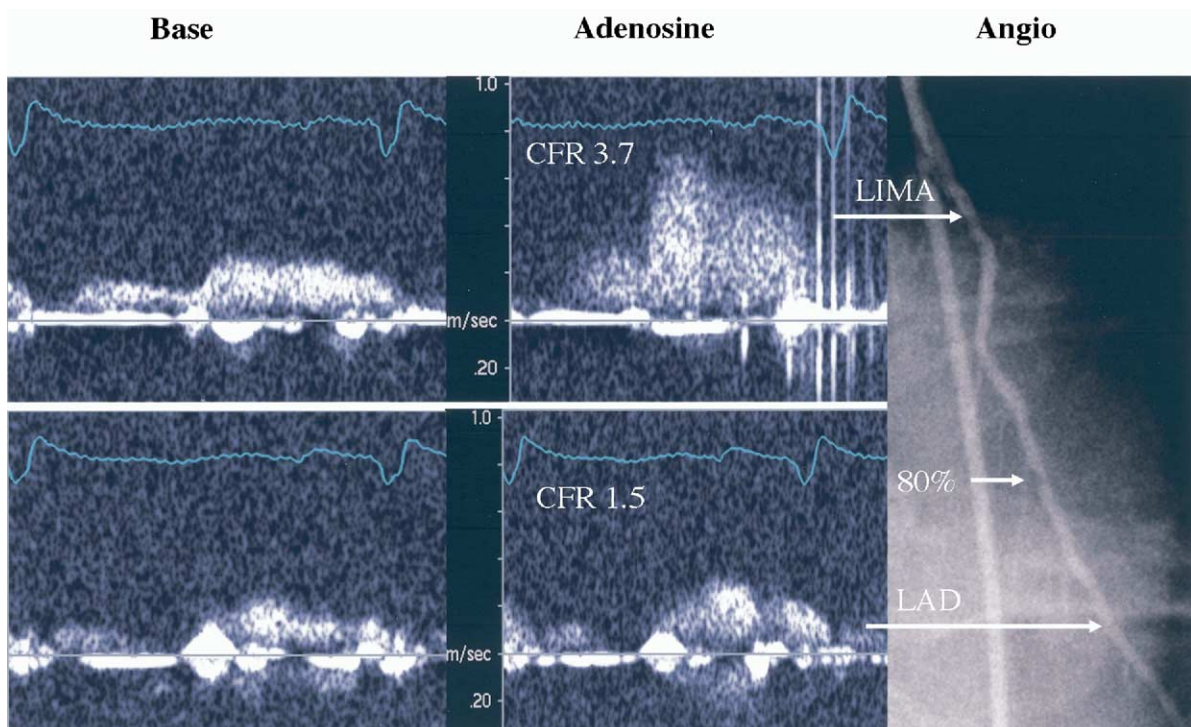 Base
Adenosine
Angio
1.0
CFR 3.7
LIMA
m/sec
.20
1.0
CFR 1.5
80%
LAD
m/sec
.20